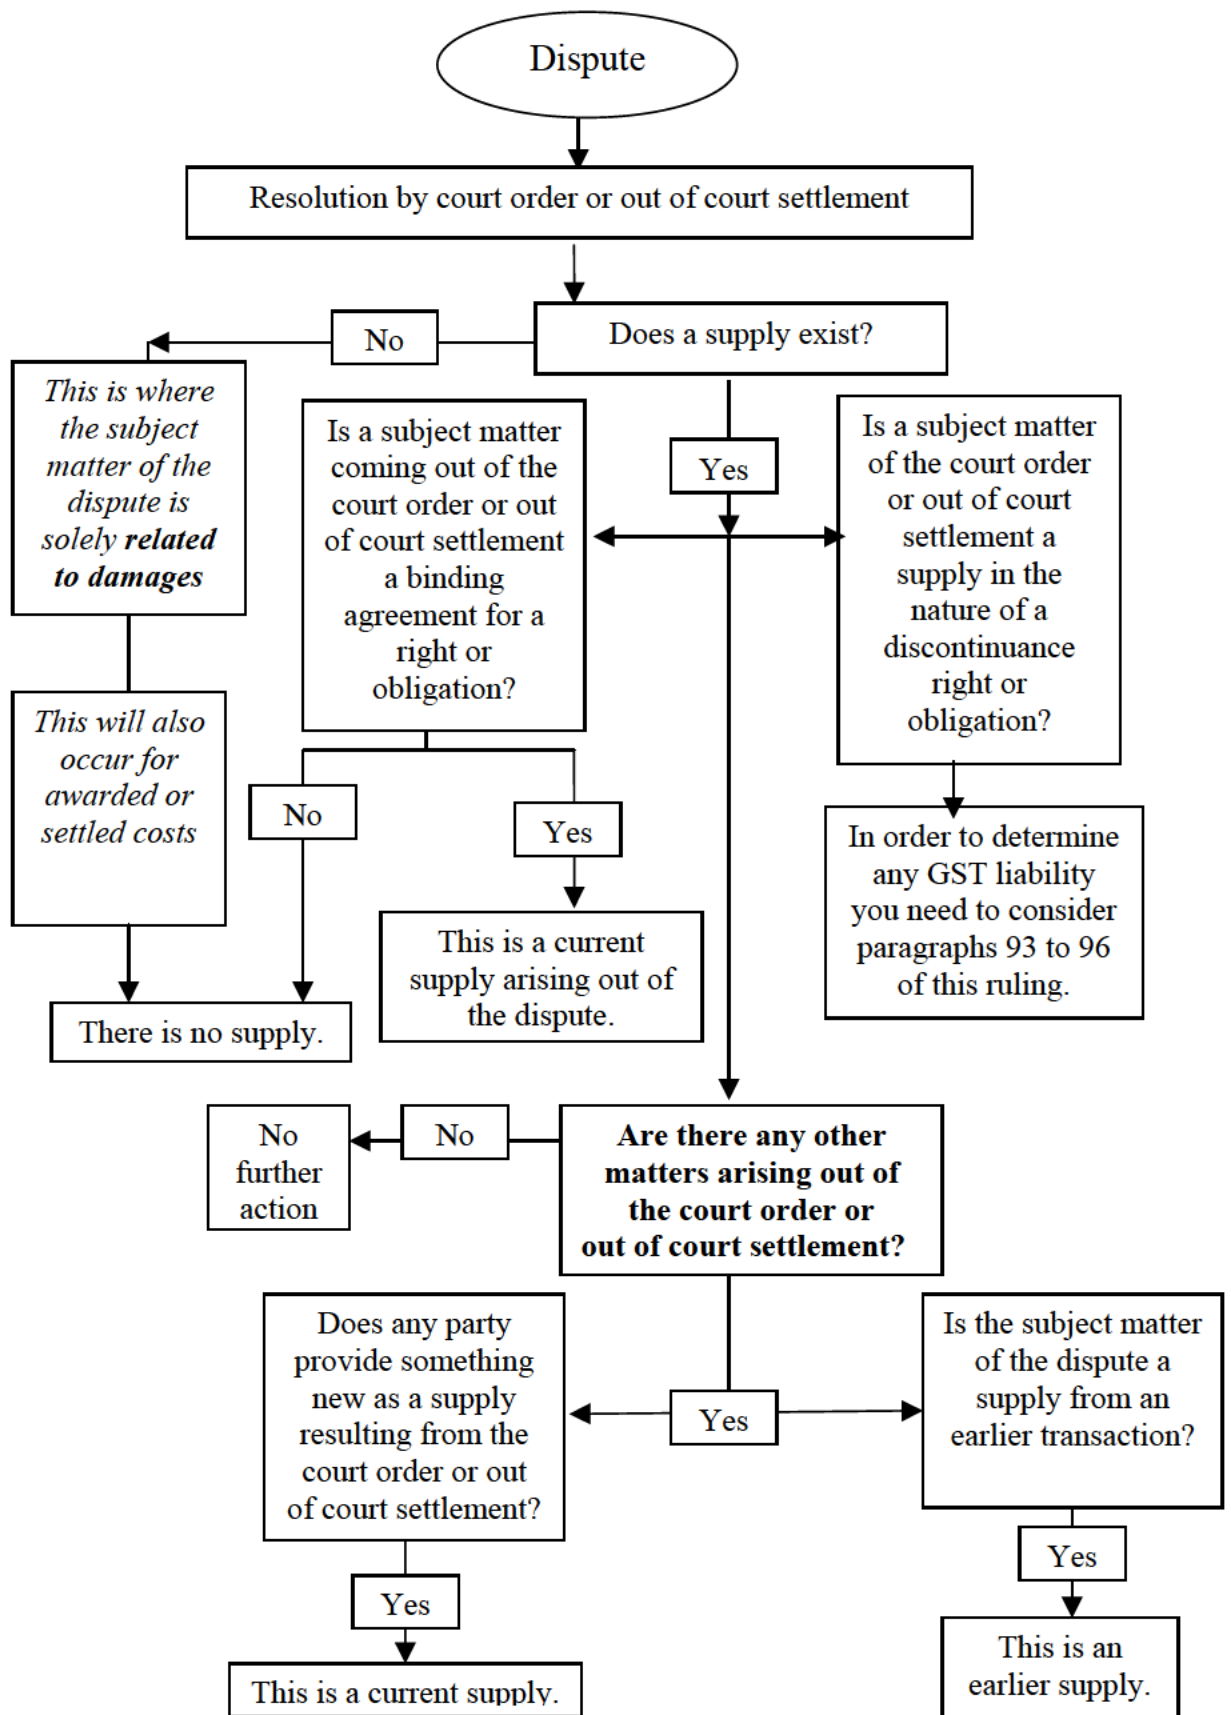 Dispute
Resolution by court order or out of court settlement
Does a supply exist?
No
This is where
the subject
matter of the
dispute is
solely related
to damages
This will also
occur for
awarded or
settled costs
Yes
Is a subject matter
coming out of the
court order or out
of court settlement
a binding
agreement for a
right or
obligation?
No
Yes
There is no supply.
This is a current
supply arising out of
the dispute.
Is a subject matter
of the court order
or out of court
settlement a
supply in the
nature of a
discontinuance
right or
obligation?
In order to determine
any GST liability
you need to consider
paragraphs 93 to 96
of this ruling.
Are there any other
matters arising out of
the court order or
out of court settlement?
No
No
further
action
Yes
Does any party
provide something
new as a supply
resulting from the
court order or out
of court settlement?
Yes
This is a current supply.
Is the subject matter
of the dispute a
supply from an
earlier transaction?
Yes
This is an
earlier supply.